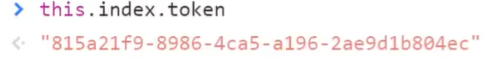 > this.index.token
<· "815a21f9-8986-4ca5-a196-2ae9d1b804ec"